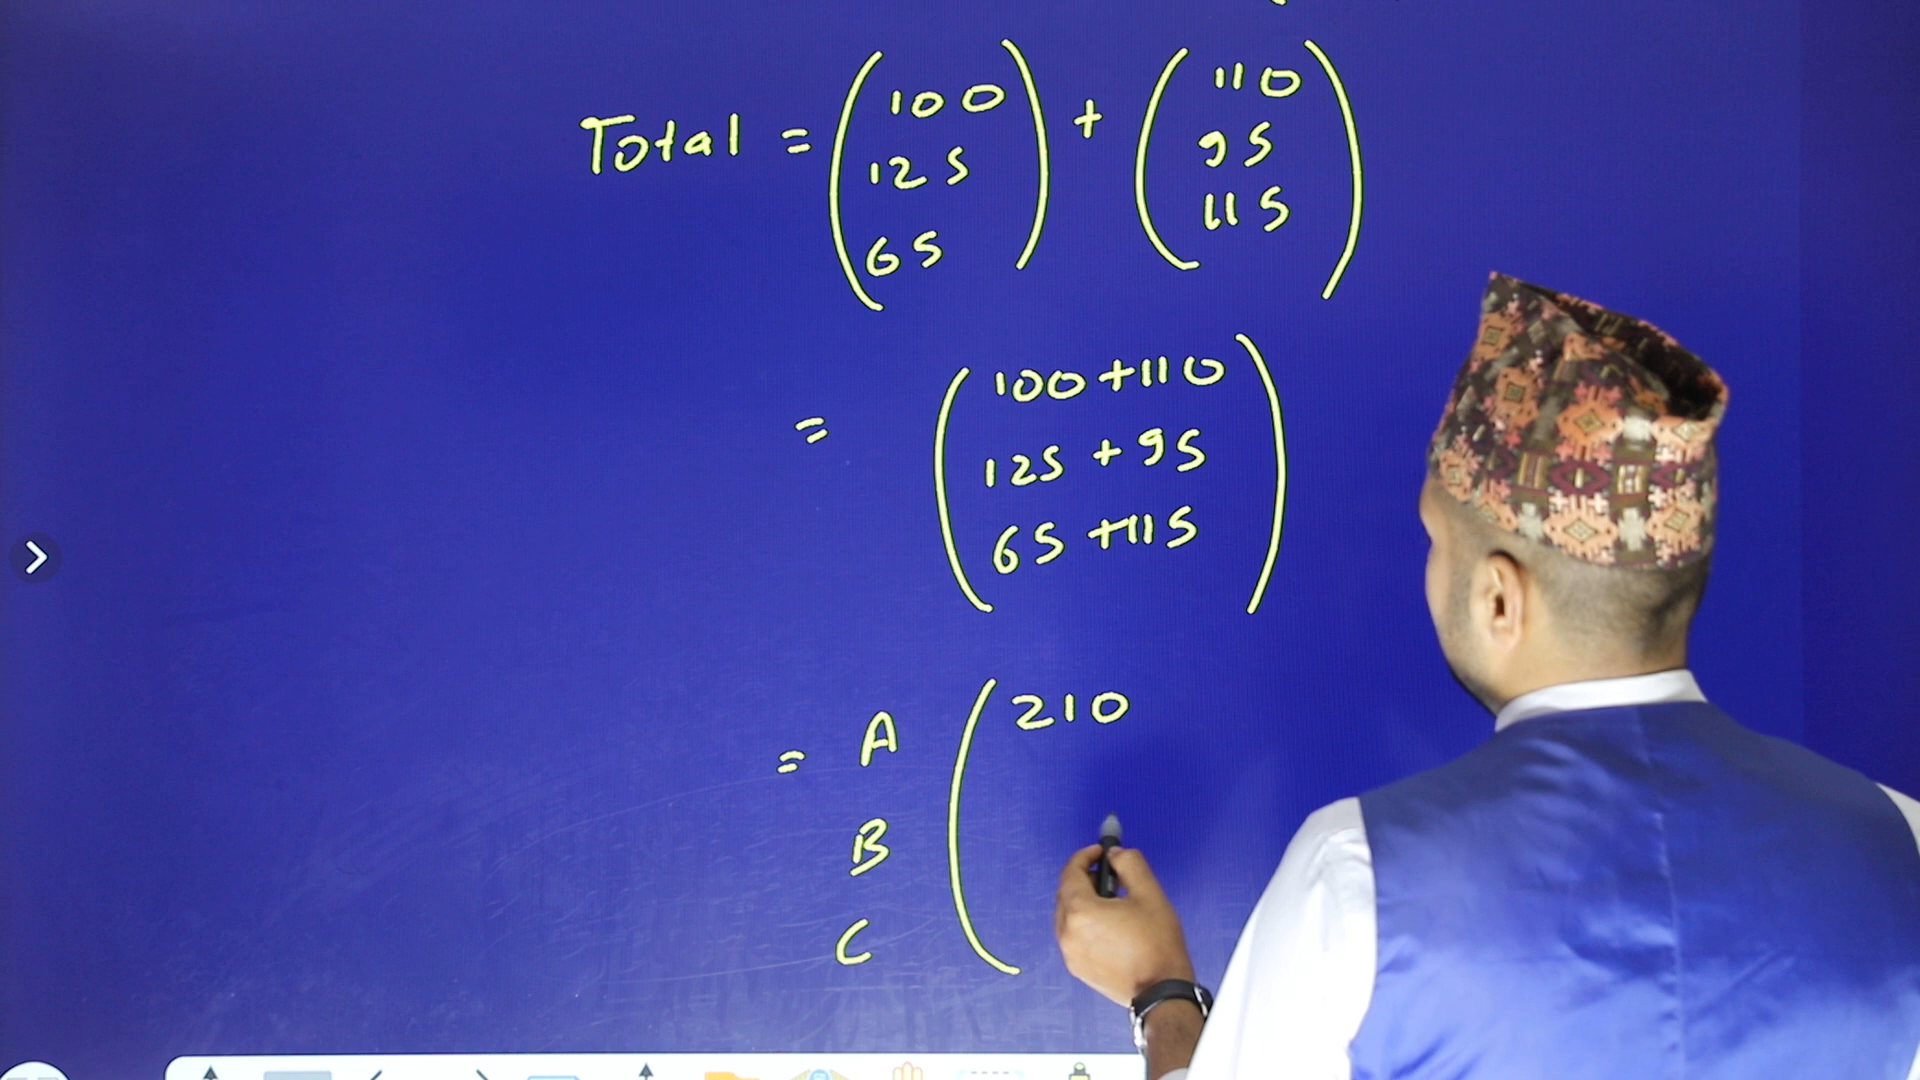 Total = (100 125 65) + (110 95 115)
= (100+110 125+95 65+115)
= A (210
B
C